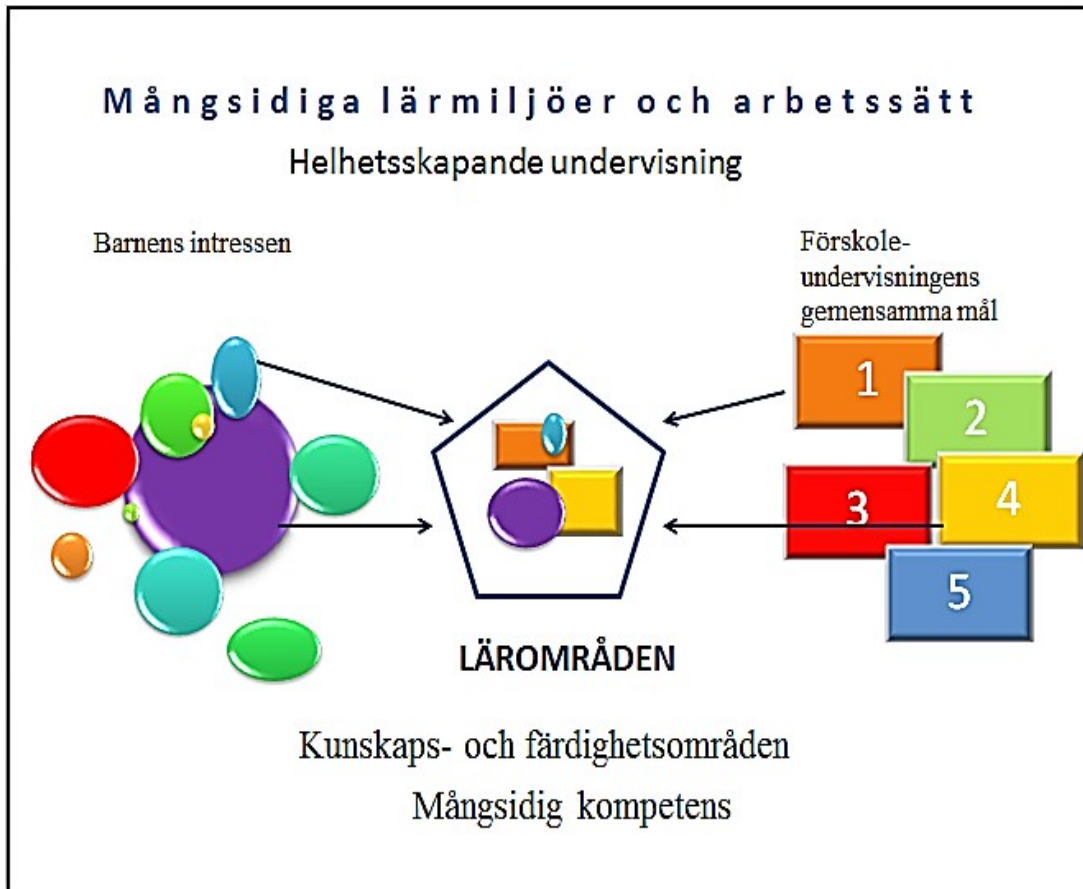 Mångsidiga lärmiljöer och arbetssätt
Helhetsskapande undervisning
Barnens intressen
Förskole-
undervisningens
gemensamma mål
1
2
3
4
5
LÄROMRÅDEN
Kunskaps- och färdighetsområden
Mångsidig kompetens